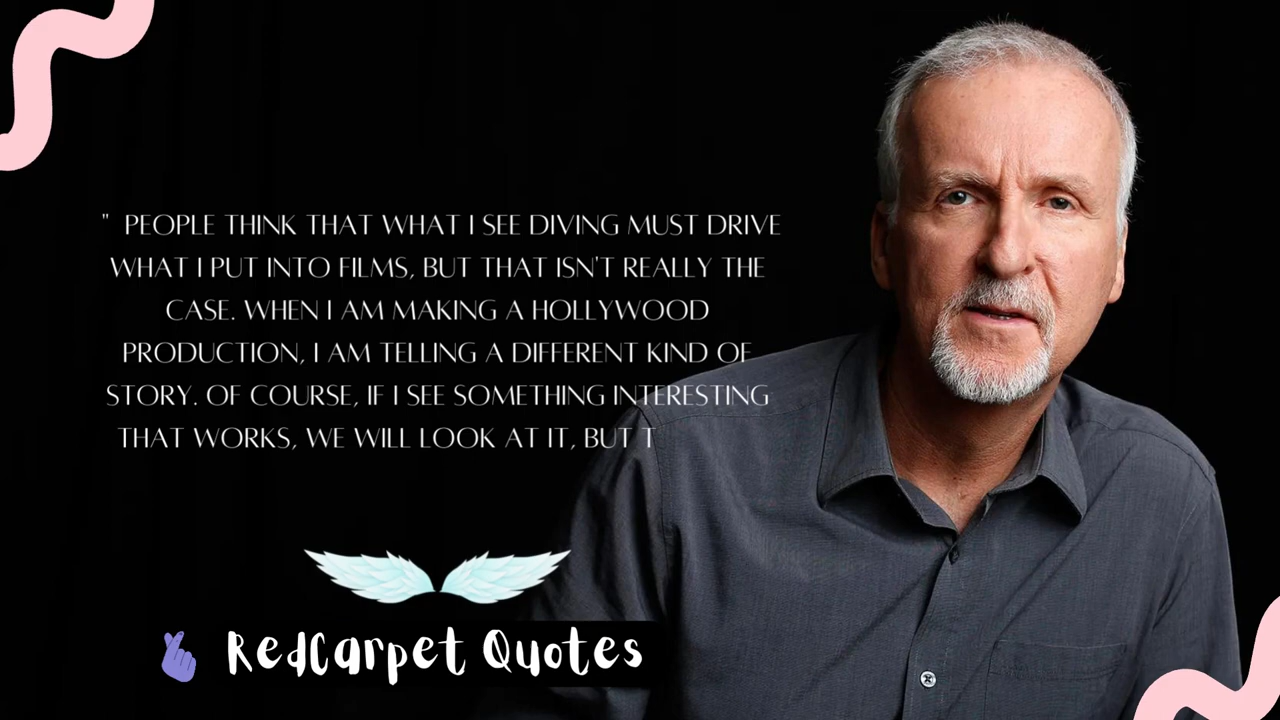 " PEOPLE THINK THAT WHAT I SEE DIVING MUST DRIVE
WHAT I PUT INTO FILMS, BUT THAT ISN'T REALLY THE
CASE. WHEN I AM MAKING A HOLLYWOOD
PRODUCTION, I AM TELLING A DIFFERENT KIND OF
STORY. OF COURSE, IF I SEE SOMETHING INTERESTING
THAT WORKS, WE WILL LOOK AT IT, BUT T
RedCarpet Quotes